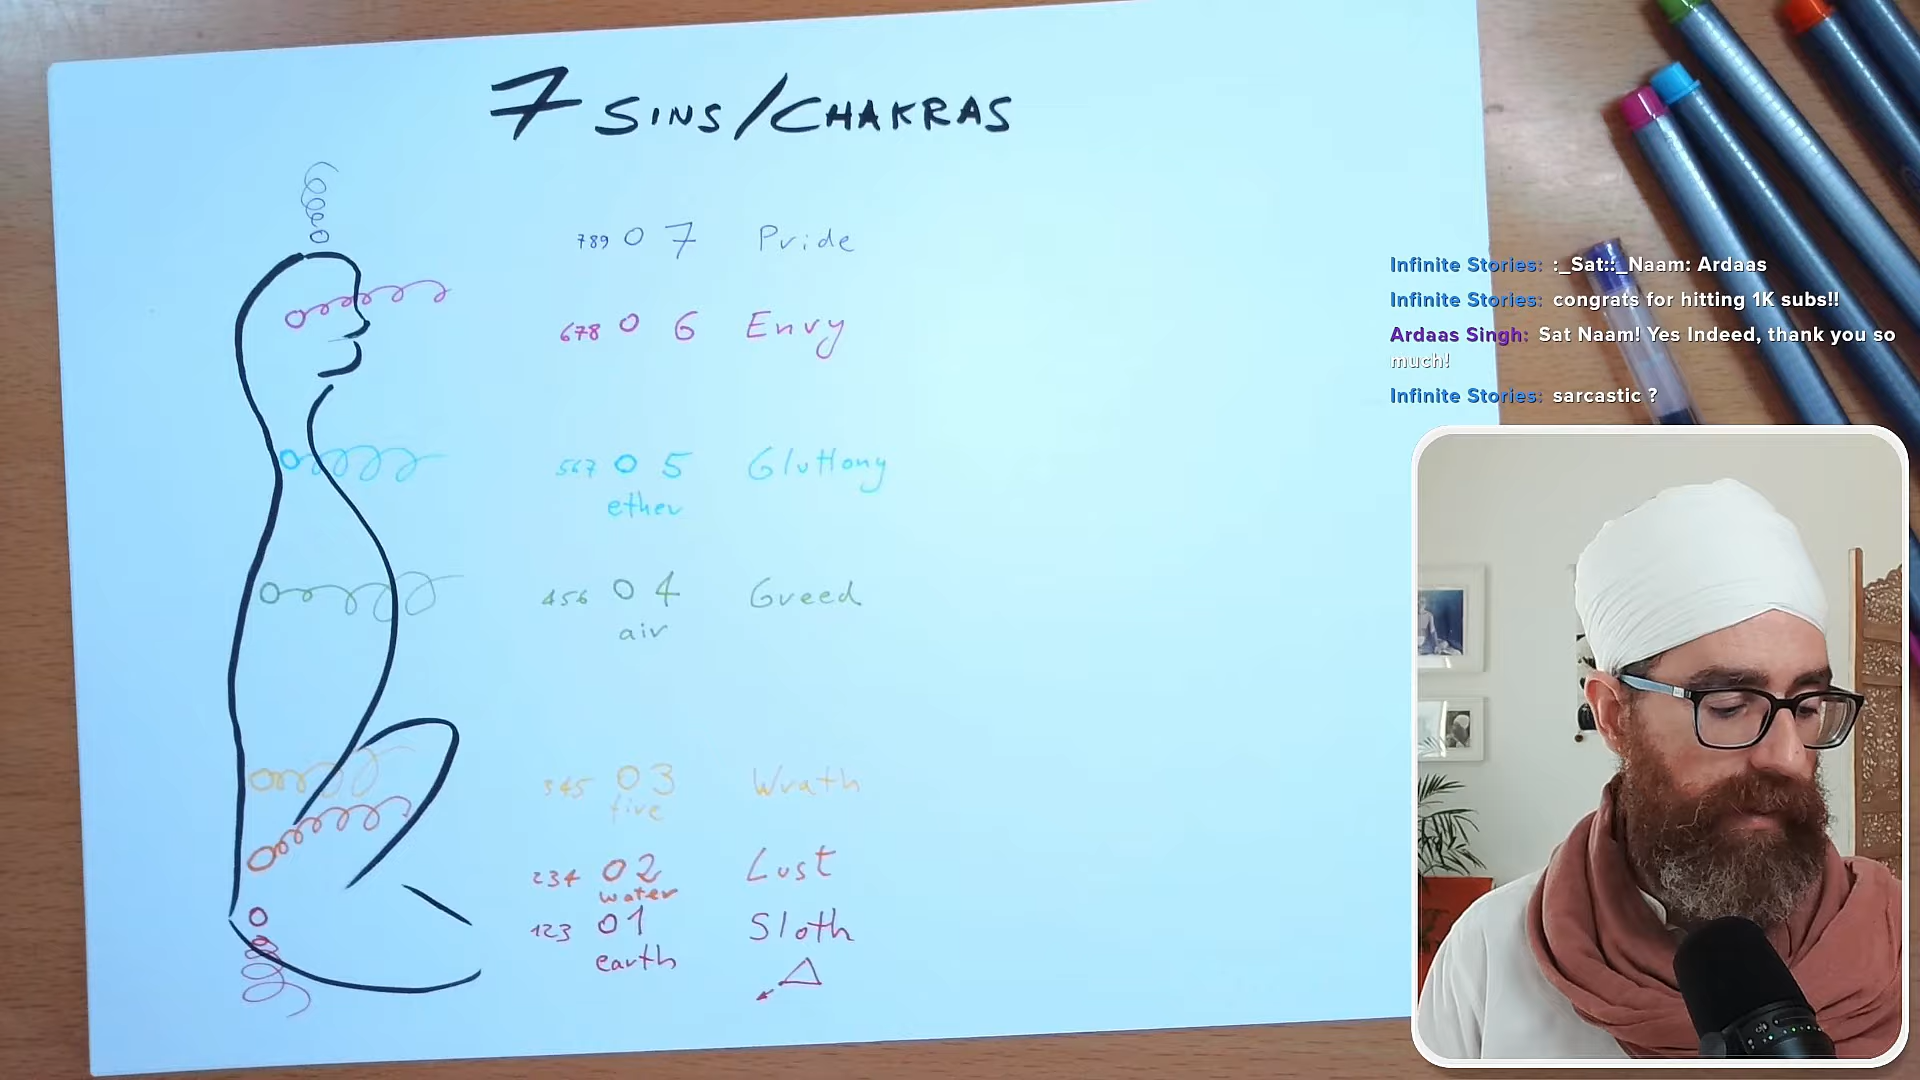 7 SINS/CHAKRAS
789 0 7 Pride
678 0 6 Envy
567 0 5 Gluttony
ether
456 0 4 Greed
air
345 0 3 Wrath
fire
234 0 2 Lust
water
123 0 1 Sloth
earth
Infinite Stories: :_Sat::_Naam: Ardaas
Infinite Stories: congrats for hitting 1K subs!!
Ardaas Singh: Sat Naam! Yes Indeed, thank you so
much!
Infinite Stories: sarcastic ?